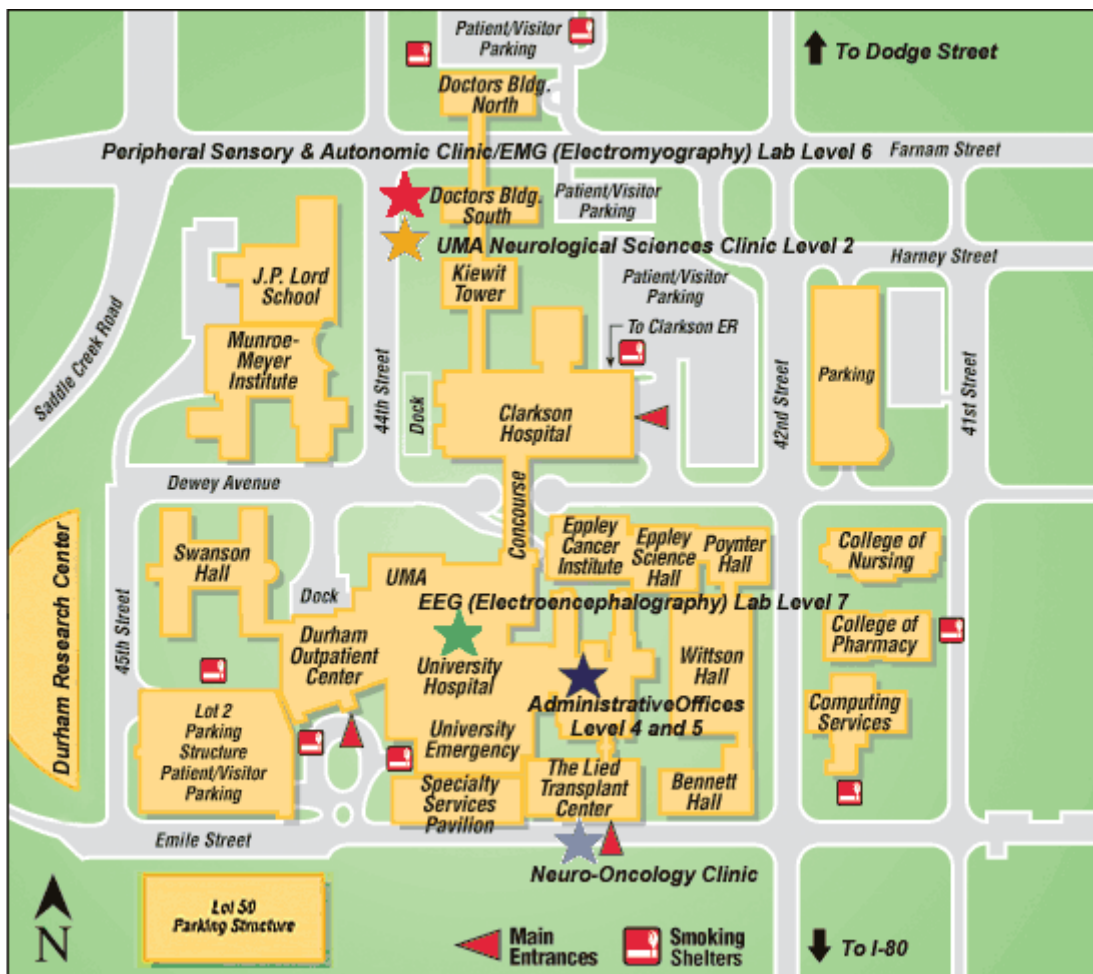 Patient/Visitor
Parking
To Dodge Street
Doctors Bldg.
North
Peripheral Sensory & Autonomic Clinic/EMG (Electromyography) Lab Level 6
Farnam Street
Doctors Bldg.
South
Patient/Visitor
Parking
UMA Neurological Sciences Clinic Level 2
Harney Street
J.P. Lord
School
Kiewit
Tower
Patient/Visitor
Parking
To Clarkson ER
Saddle Creek Road
Munroe-
Meyer
Institute
44th Street
Dock
Clarkson
Hospital
42nd Street
Parking
41st Street
Dewey Avenue
Concourse
Durham Research Center
45th Street
Swanson
Hall
UMA
Eppley
Cancer
Institute
Eppley
Science
Hall
Poynter
Hall
College of
Nursing
Dock
EEG (Electroencephalography) Lab Level 7
Durham
Outpatient
Center
University
Hospital
Wittson
Hall
College of
Pharmacy
Administrative Offices
Level 4 and 5
Computing
Services
Lot 2
Parking
Structure
Patient/Visitor
Parking
University
Emergency
Specialty
Services
Pavilion
The Lied
Transplant
Center
Bennett
Hall
Emile Street
Neuro-Oncology Clinic
Lot 50
Parking Structure
N
Main
Entrances
Smoking
Shelters
To I-80